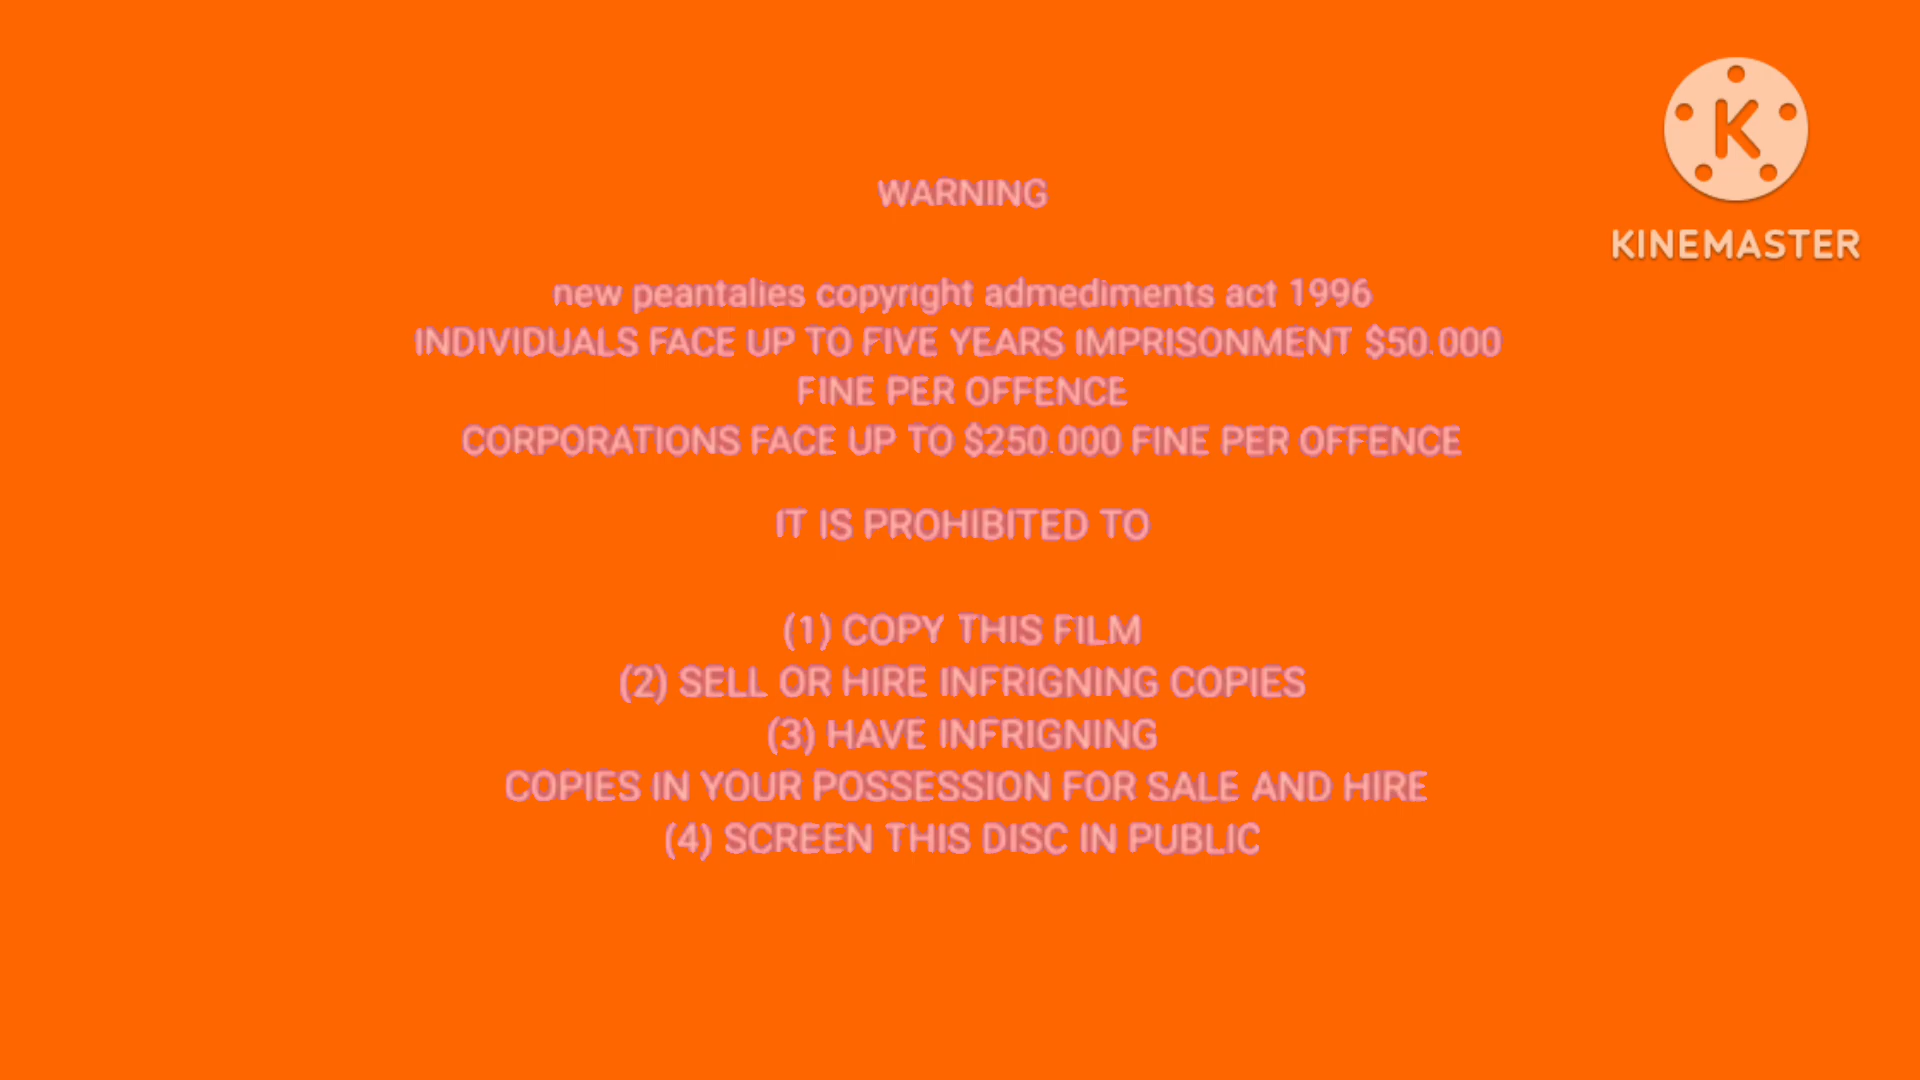 WARNING
new peantalies copyright admediments act 1996
INDIVIDUALS FACE UP TO FIVE YEARS IMPRISONMENT $50.000
FINE PER OFFENCE
CORPORATIONS FACE UP TO $250.000 FINE PER OFFENCE
IT IS PROHIBITED TO
(1) COPY THIS FILM
(2) SELL OR HIRE INFRIGNING COPIES
(3) HAVE INFRIGNING
COPIES IN YOUR POSSESSION FOR SALE AND HIRE
(4) SCREEN THIS DISC IN PUBLIC
K
KINEMASTER